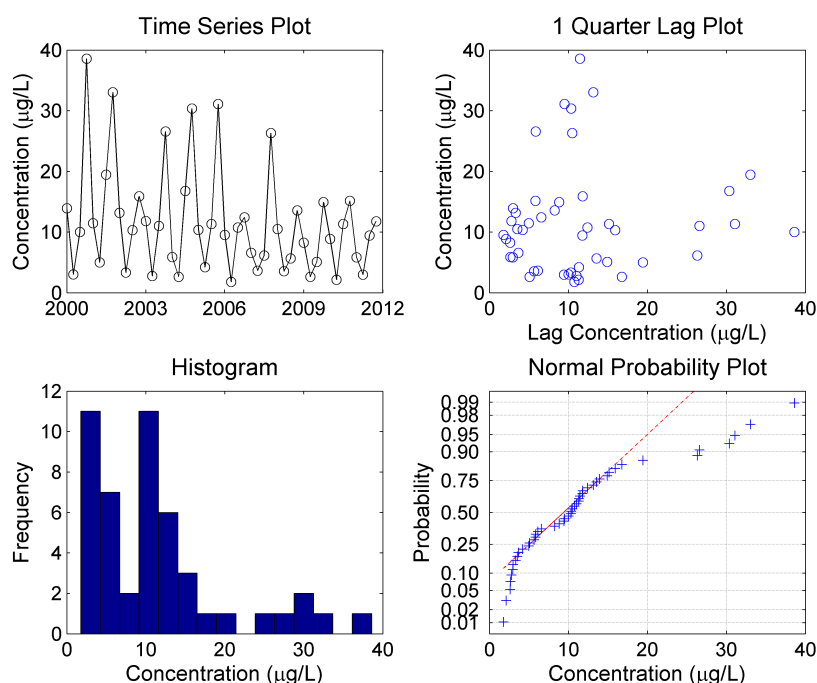 Time Series Plot
Concentration (µg/L)
40
30
20
10
0
2000 2003 2006 2009 2012
1 Quarter Lag Plot
Concentration (µg/L)
40
30
20
10
0
0 10 20 30 40
Lag Concentration (µg/L)
Histogram
Frequency
12
10
8
6
4
2
0
0 10 20 30 40
Concentration (µg/L)
Normal Probability Plot
Probability
0.99
0.98
0.95
0.90
0.75
0.50
0.25
0.10
0.05
0.02
0.01
0 10 20 30 40
Concentration (µg/L)